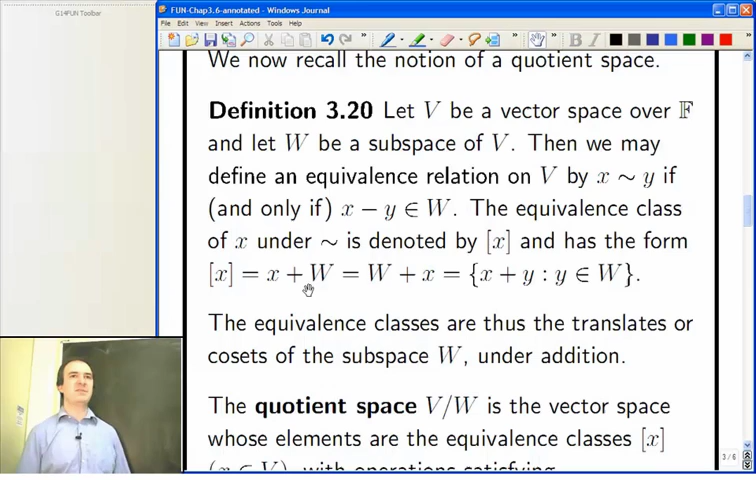 G14FUN Toolbar
FUN-Chap3.6-annotated - Windows Journal
File Edit View Insert Actions Tools Help
We now recall the notion of a quotient space.
Definition 3.20 Let V be a vector space over 𝔽
and let W be a subspace of V. Then we may
define an equivalence relation on V by x ∼ y if
(and only if) x − y ∈ W. The equivalence class
of x under ∼ is denoted by [x] and has the form
[x] = x + W = W + x = {x + y : y ∈ W}.
The equivalence classes are thus the translates or
cosets of the subspace W, under addition.
The quotient space V/W is the vector space
whose elements are the equivalence classes [x]
(x ∈ V), with operations satisfying
3 / 6